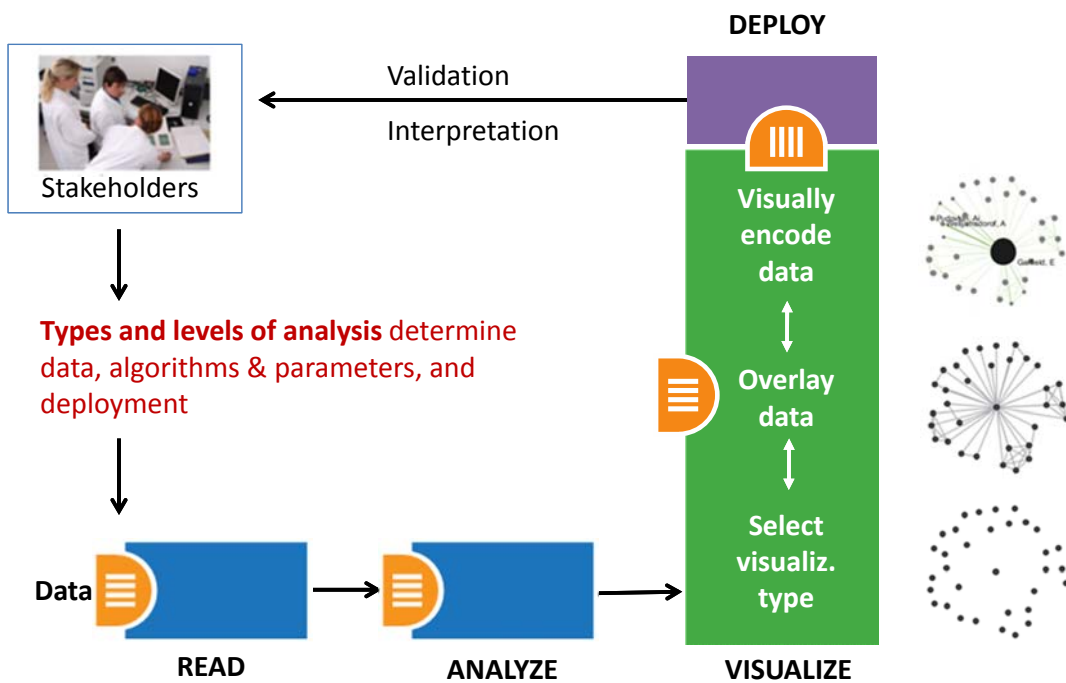 DEPLOY
Validation
Interpretation
Stakeholders
Types and levels of analysis determine
data, algorithms & parameters, and
deployment
Visually
encode
data
Overlay
data
Select
visualiz.
type
Data
READ
ANALYZE
VISUALIZE